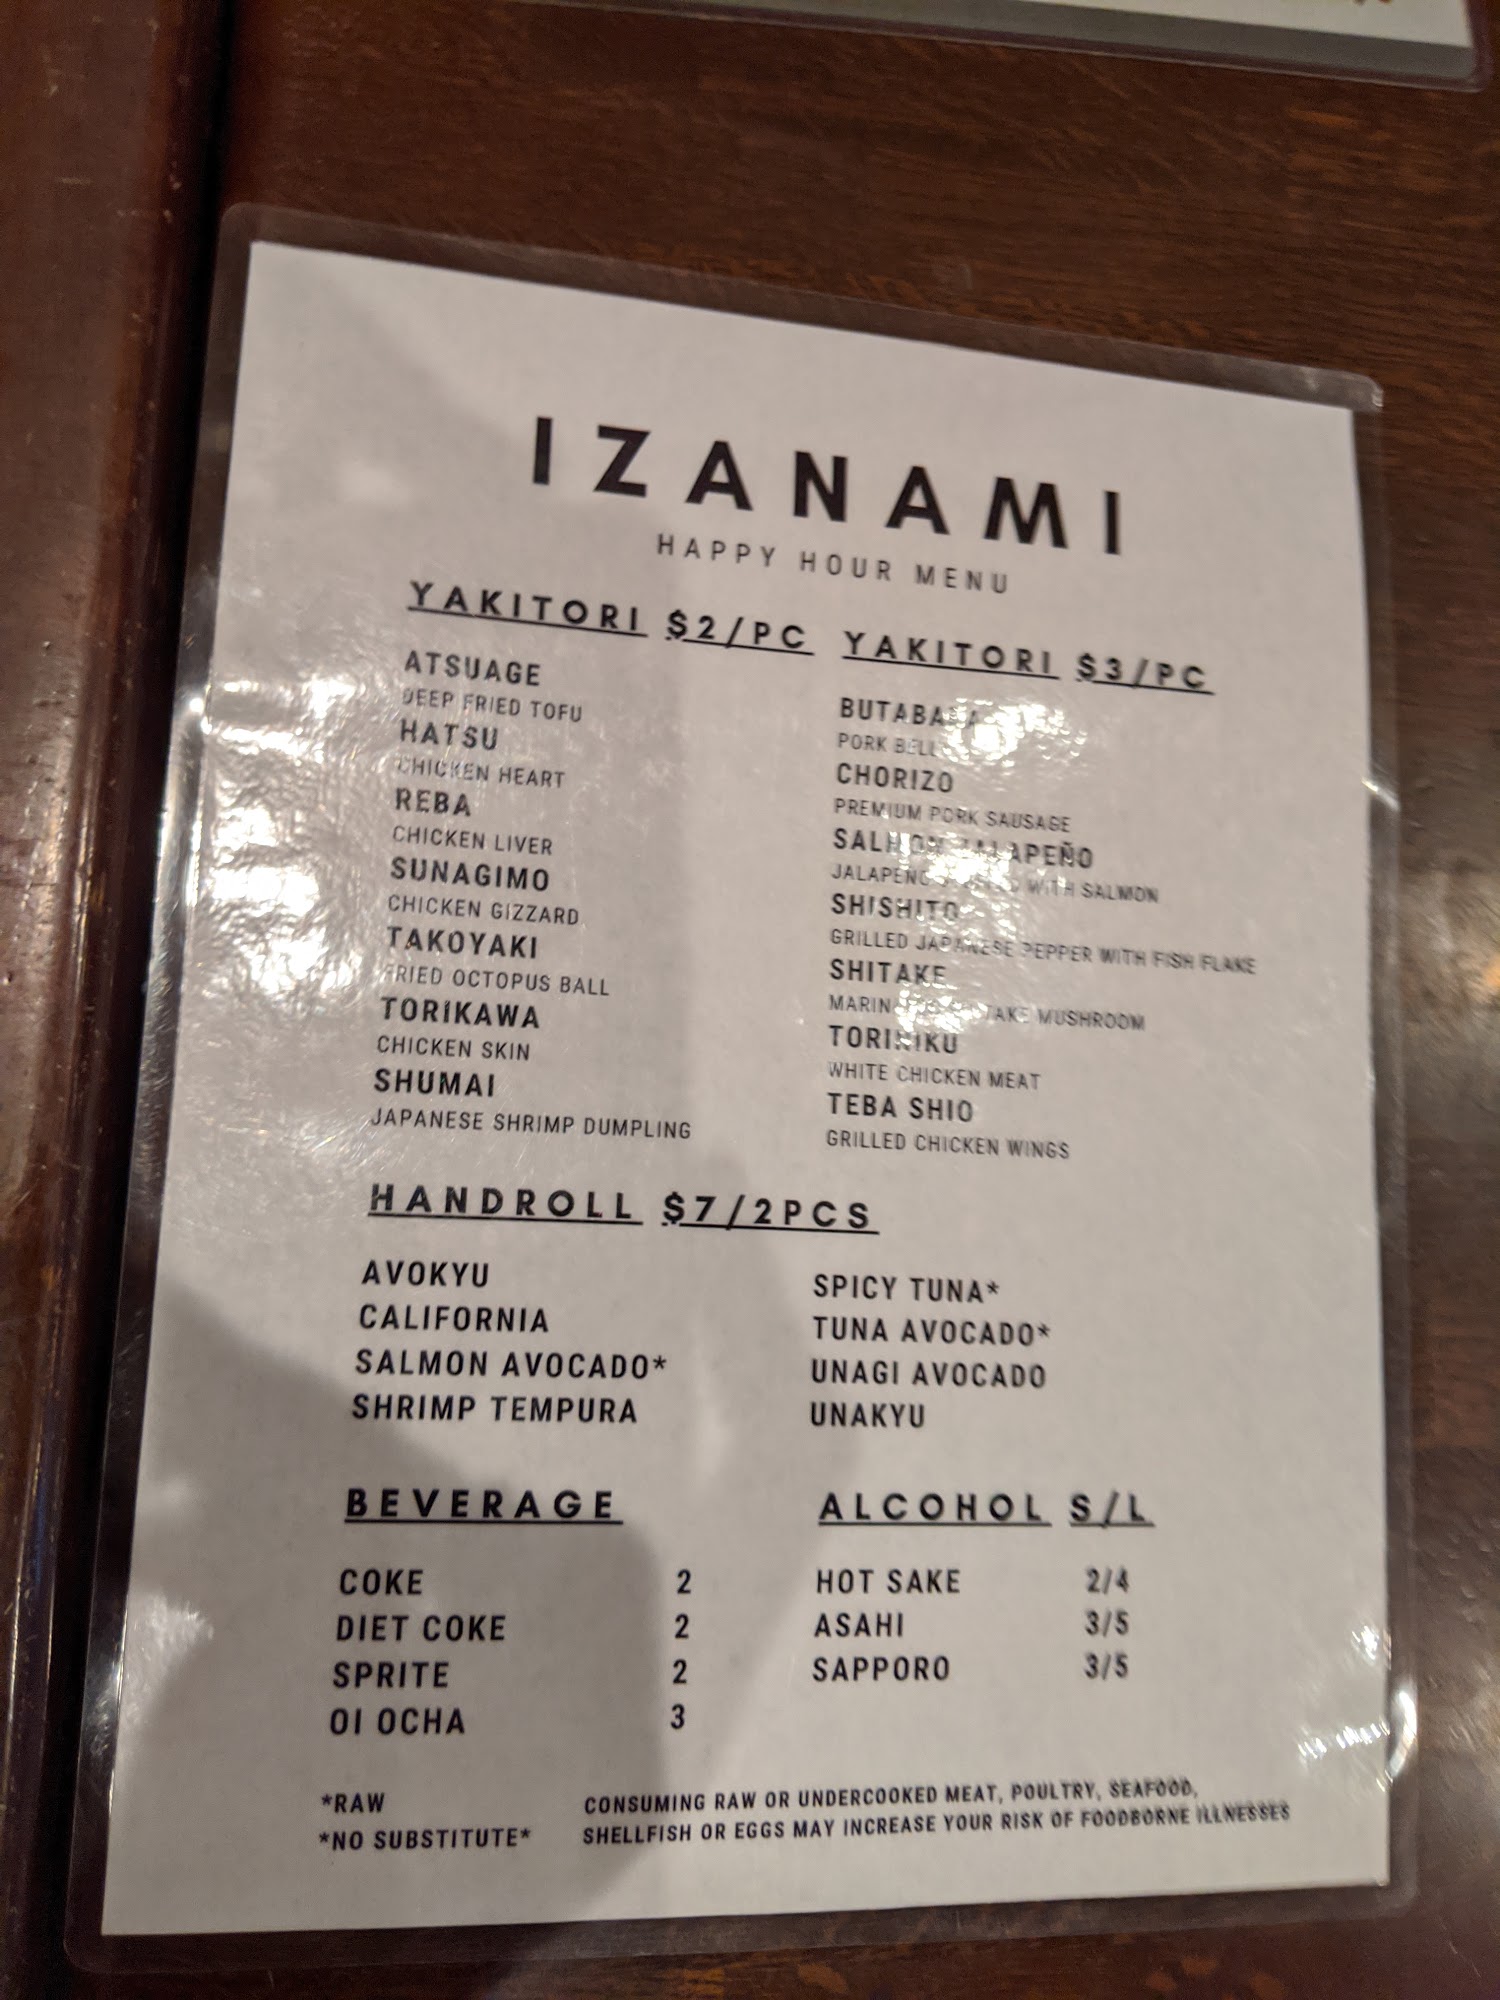 IZANAMI
HAPPY HOUR MENU
YAKITORI $2/PC
ATSUAGE
DEEP FRIED TOFU
HATSU
CHICKEN HEART
REBA
CHICKEN LIVER
SUNAGIMO
CHICKEN GIZZARD
TAKOYAKI
FRIED OCTOPUS BALL
TORIKAWA
CHICKEN SKIN
SHUMAI
JAPANESE SHRIMP DUMPLING
YAKITORI $3/PC
PORK
CHORIZO
PREMIUM PORK SAUSAGE
SALMON JALAPEÑO
JALAPEÑO STUFFED WITH SALMON
SHISHITO
GRILLED JAPANESE PEPPER WITH FISH FLAKE
SHITAKE
MUSHROOM
TORINIKU
WHITE CHICKEN MEAT
TEBA SHIO
GRILLED CHICKEN WINGS
HANDROLL $7/2PCS
AVOKYU
CALIFORNIA
SALMON AVOCADO*
SHRIMP TEMPURA
SPICY TUNA*
TUNA AVOCADO*
UNAGI AVOCADO
UNAKYU
BEVERAGE
COKE 2
DIET COKE 2
SPRITE 2
OI OCHA 3
ALCOHOL S/L
HOT SAKE 2/4
ASAHI 3/5
SAPPORO 3/5
*RAW
*NO SUBSTITUTE*
CONSUMING RAW OR UNDERCOOKED MEAT, POULTRY, SEAFOOD,
SHELLFISH OR EGGS MAY INCREASE YOUR RISK OF FOODBORNE ILLNESSES